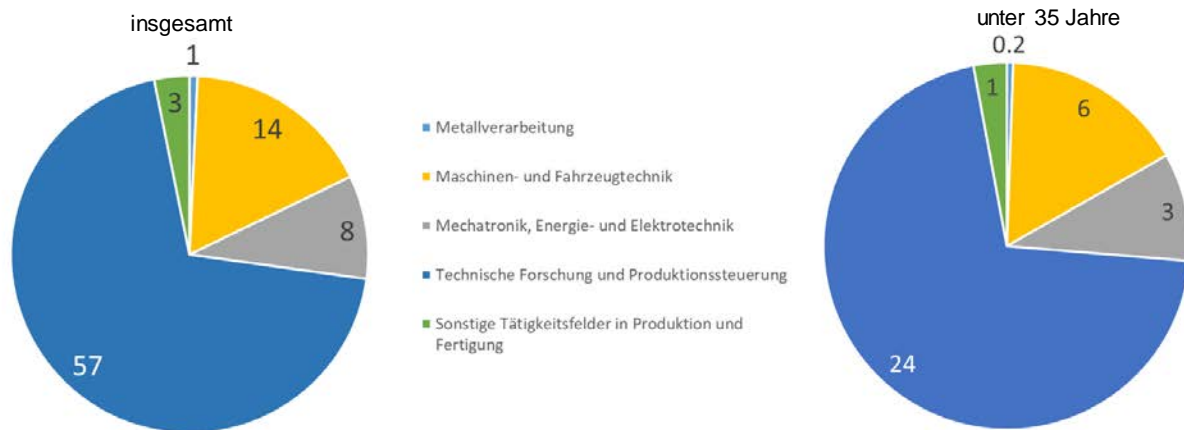 insgesamt
1
3
14
8
57
Metallverarbeitung
Maschinen- und Fahrzeugtechnik
Mechatronik, Energie- und Elektrotechnik
Technische Forschung und Produktionssteuerung
Sonstige Tätigkeitsfelder in Produktion und
Fertigung
unter 35 Jahre
0.2
1
6
3
24